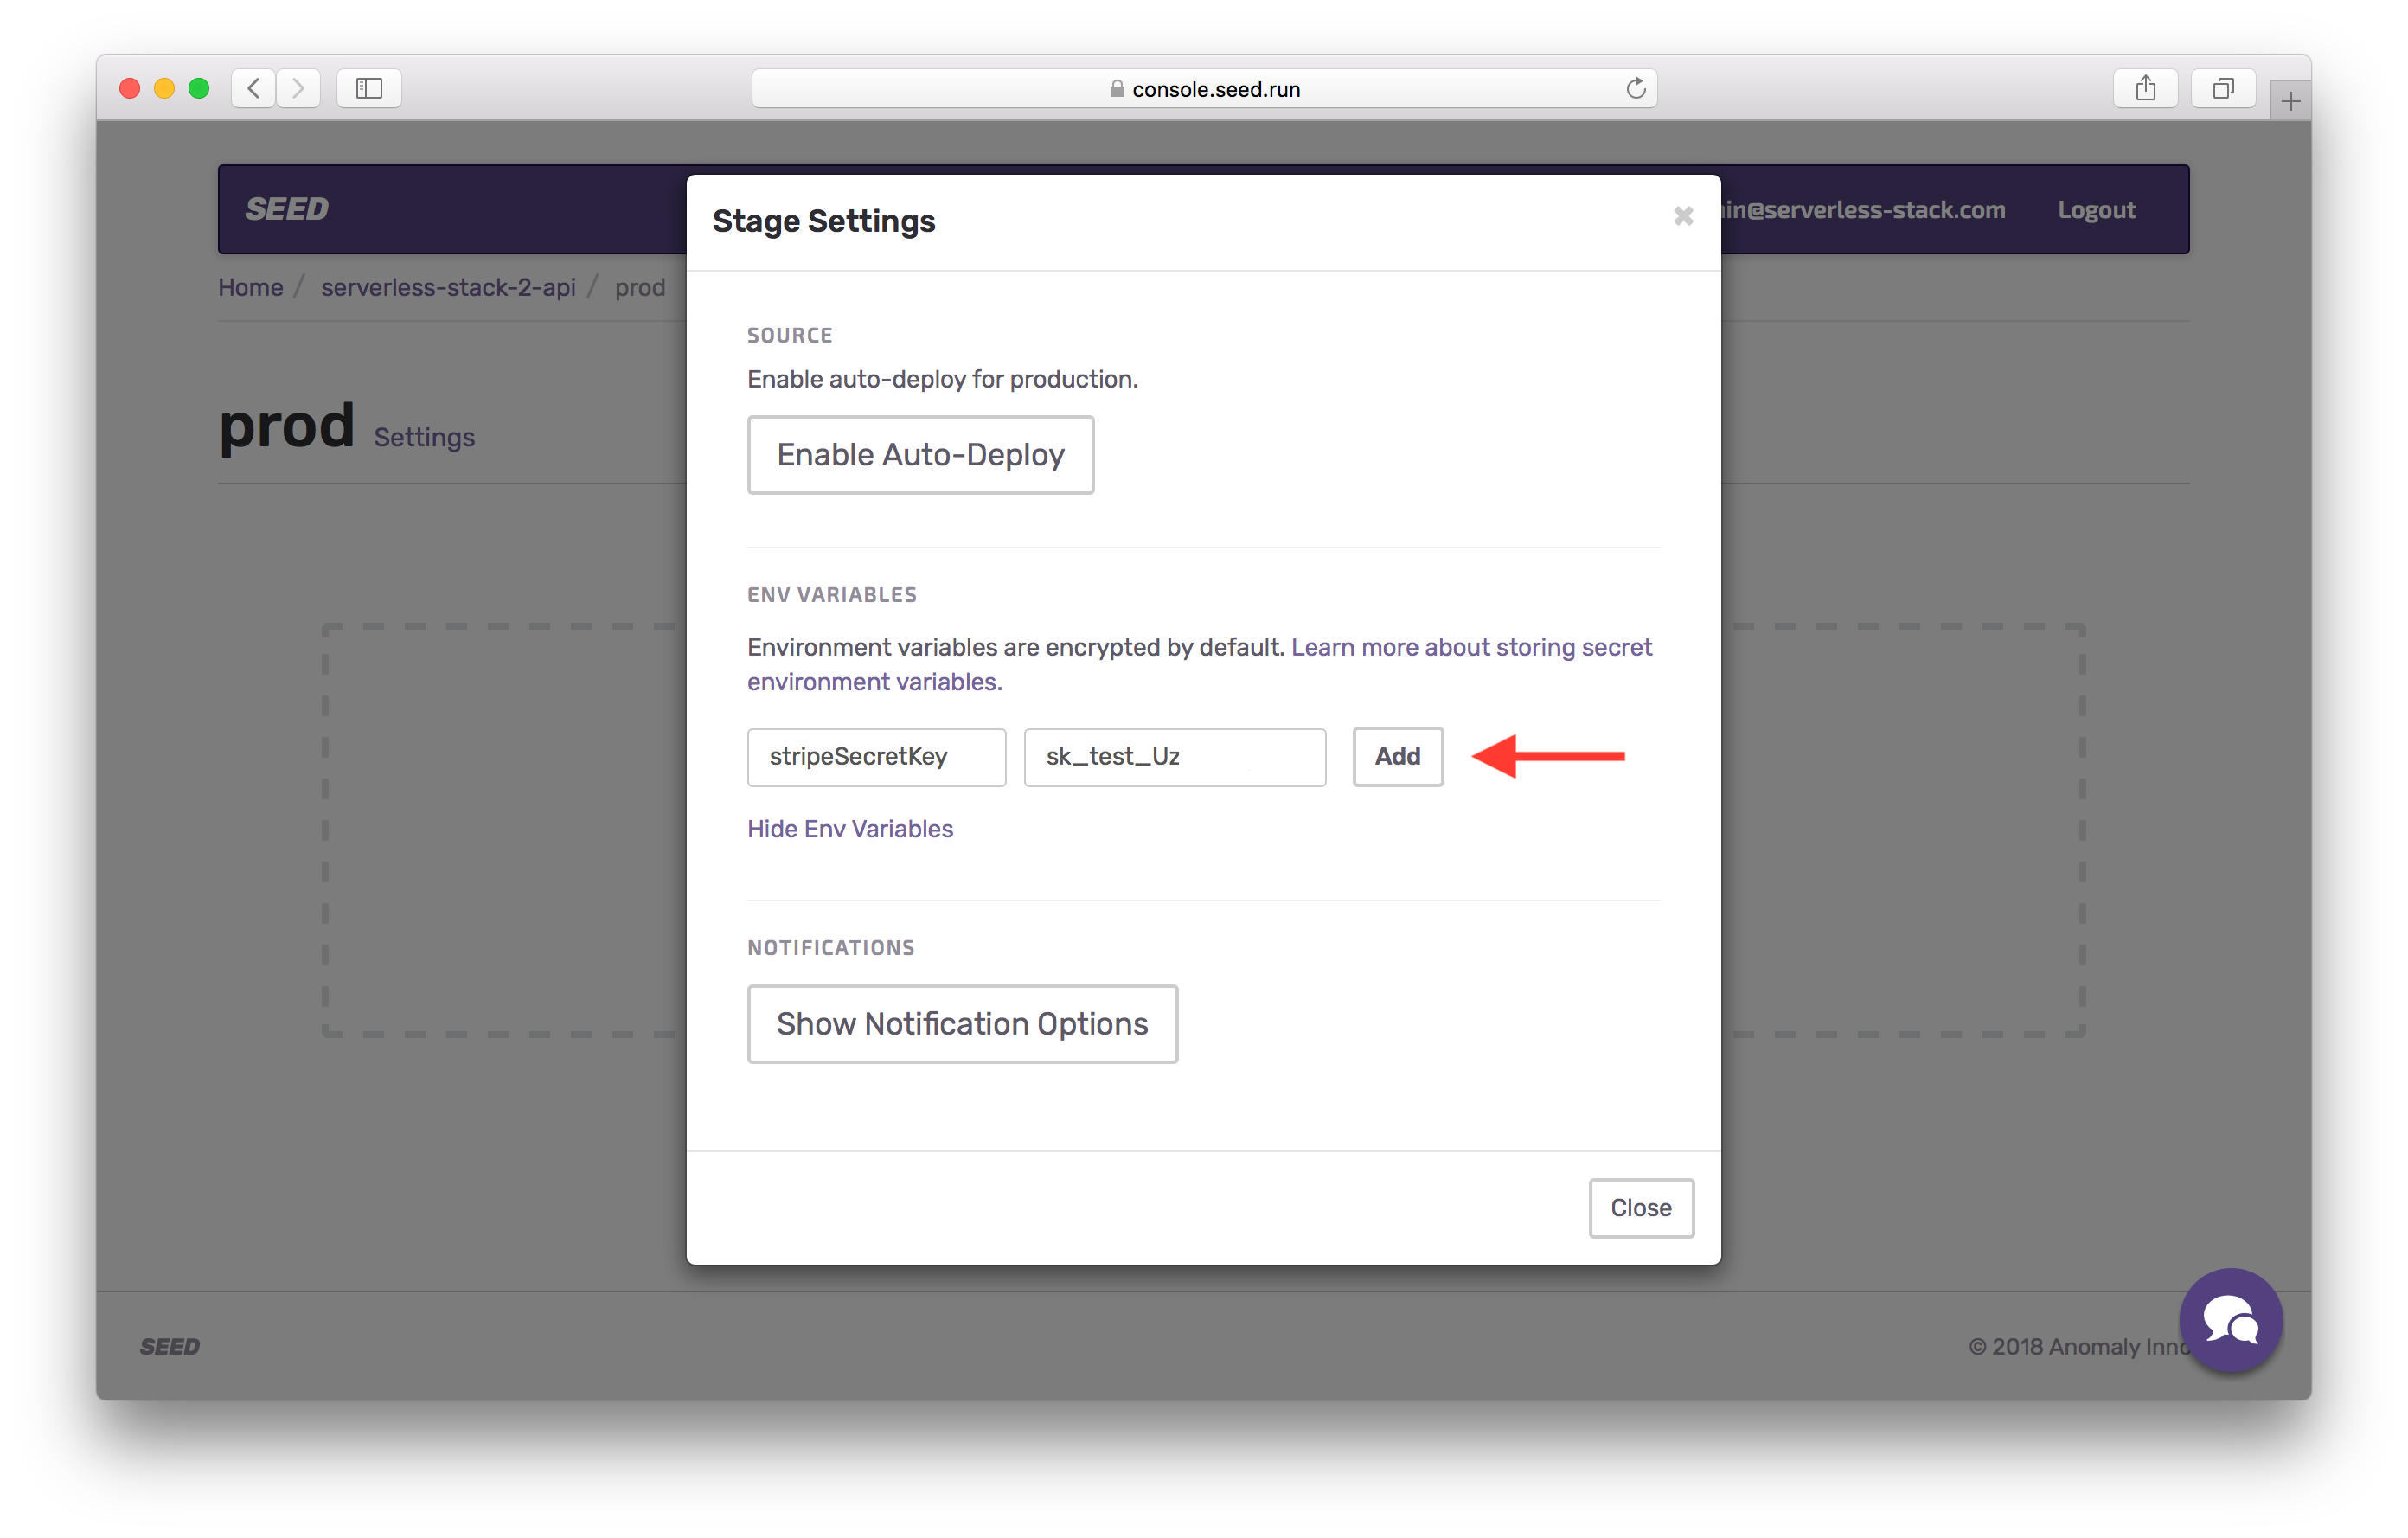 console.seed.run
SEED
in@serverless-stack.com Logout
Home / serverless-stack-2-api / prod
prod Settings
Stage Settings
SOURCE
Enable auto-deploy for production.
Enable Auto-Deploy
ENV VARIABLES
Environment variables are encrypted by default. Learn more about storing secret
environment variables.
stripeSecretKey sk_test_Uz Add
Hide Env Variables
NOTIFICATIONS
Show Notification Options
Close
SEED
© 2018 Anomaly Inno